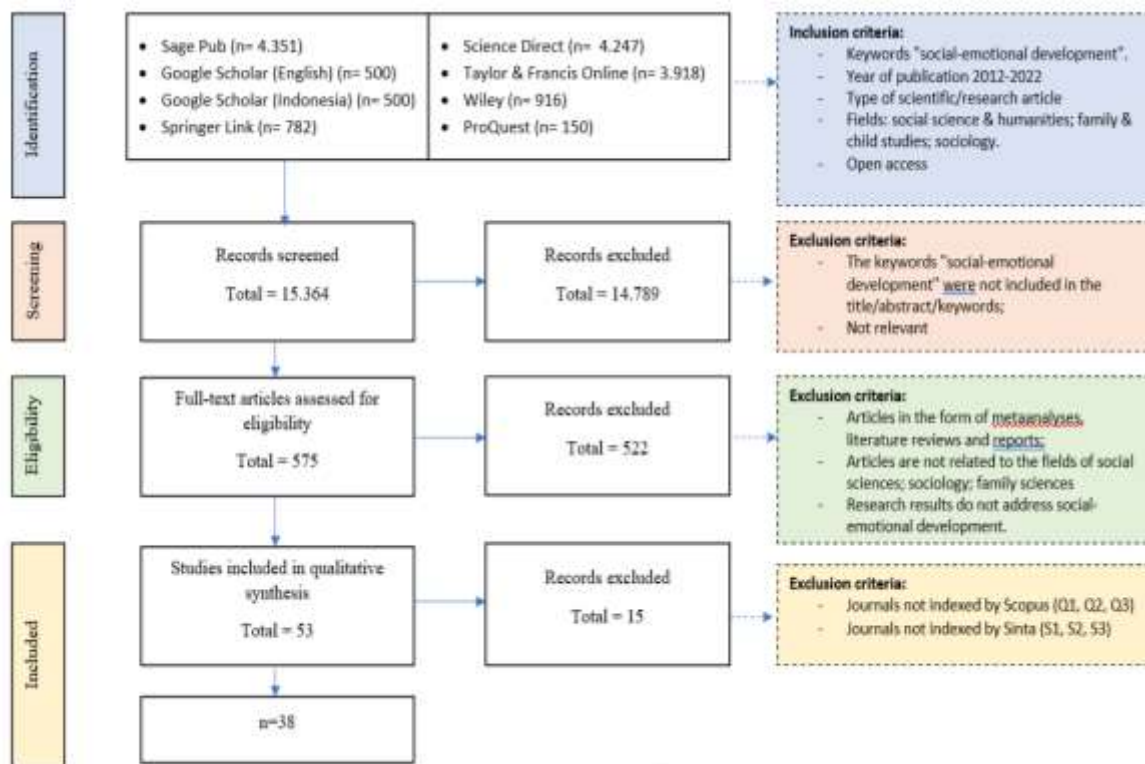 Identification
• Sage Pub (n= 4.351)
• Google Scholar (English) (n= 500)
• Google Scholar (Indonesia) (n= 500)
• Springer Link (n= 782)
• Science Direct (n= 4.247)
• Taylor & Francis Online (n= 3.918)
• Wiley (n= 916)
• ProQuest (n= 150)
Inclusion criteria:
- Keywords "social-emotional development".
- Year of publication 2012-2022
- Type of scientific/research article
- Fields: social science & humanities; family &
child studies; sociology.
- Open access
Screening
Records screened
Total = 15.364
Records excluded
Total = 14.789
Exclusion criteria:
- The keywords "social-emotional
development" were not included in the
title/abstract/keywords;
- Not relevant
Eligibility
Full-text articles assessed for
eligibility
Total = 575
Records excluded
Total = 522
Exclusion criteria:
- Articles in the form of metaanalyses,
literature reviews and reports;
- Articles are not related to the fields of social
sciences; sociology; family sciences
- Research results do not address social-
emotional development.
Included
Studies included in qualitative
synthesis
Total = 53
Records excluded
Total = 15
Exclusion criteria:
- Journals not indexed by Scopus (Q1, Q2, Q3)
- Journals not indexed by Sinta (S1, S2, S3)
n=38